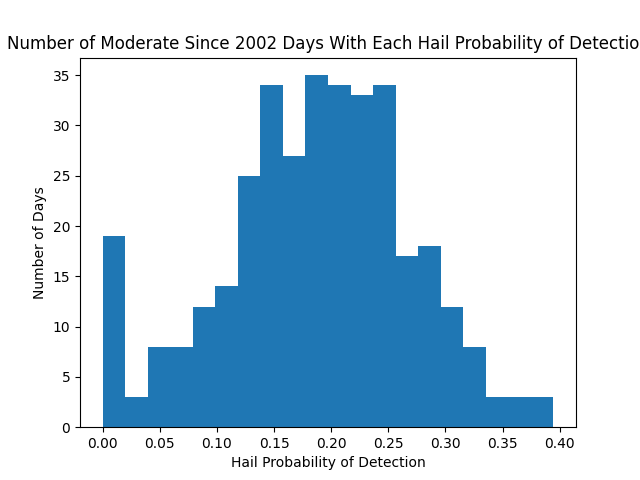 Number of Moderate Since 2002 Days With Each Hail Probability of Detectio
35
30
25
20
15
10
5
0
Number of Days
0.00 0.05 0.10 0.15 0.20 0.25 0.30 0.35 0.40
Hail Probability of Detection